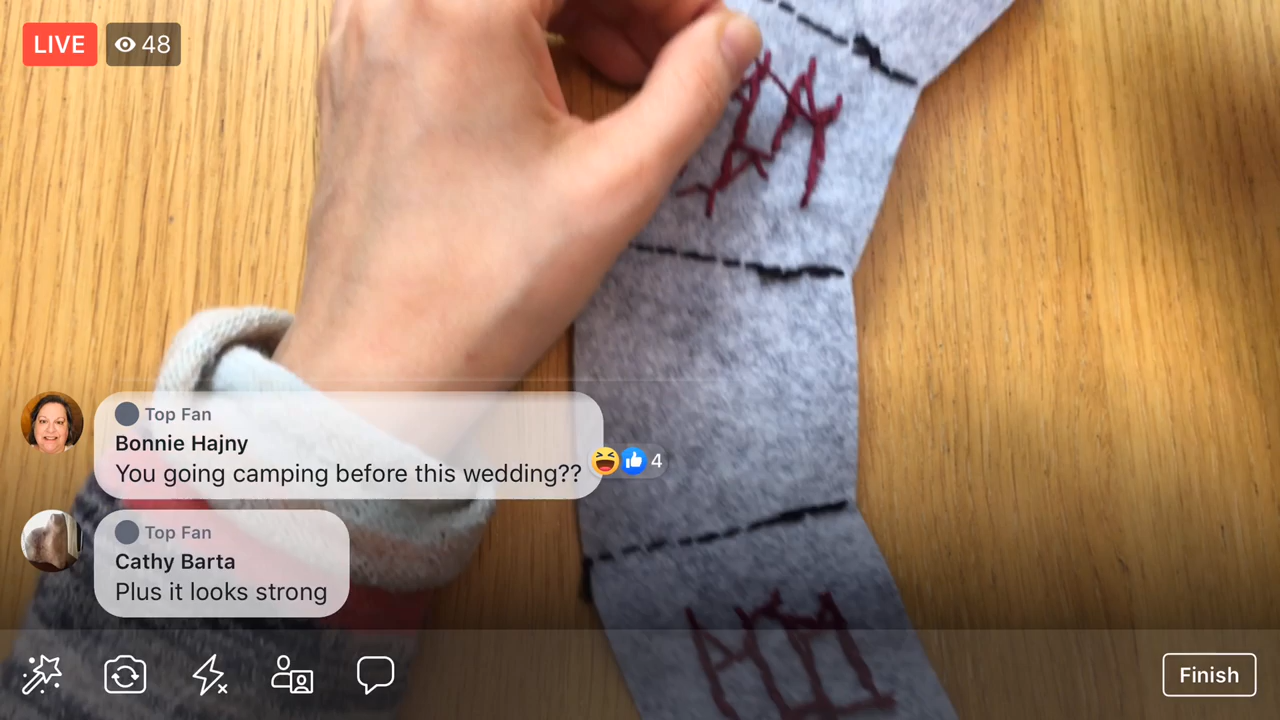 LIVE
48
Top Fan
Bonnie Hajny
You going camping before this wedding??
4
Top Fan
Cathy Barta
Plus it looks strong
Finish